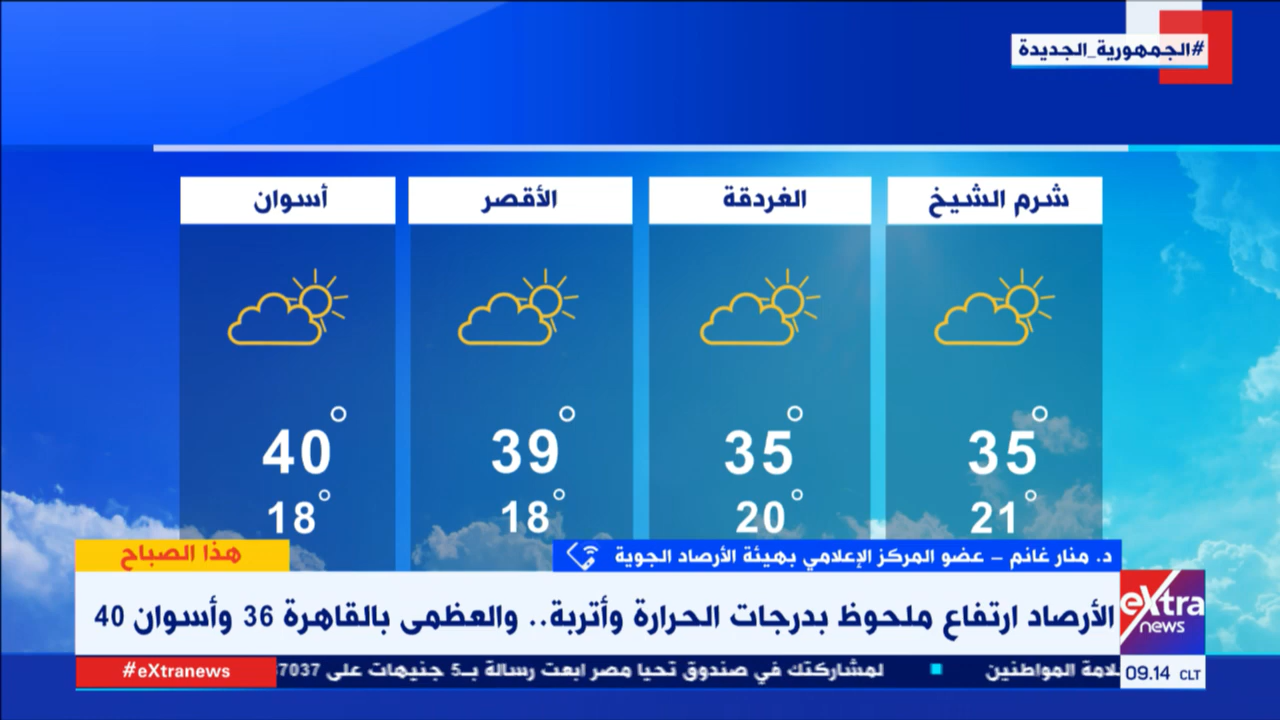 #الجمهورية_الجديدة
شرم الشيخ
الغردقة
الأقصر
أسوان
35°
35°
39°
40°
21°
20°
18°
18°
هذا الصباح
د. منار غانم – عضو المركز الإعلامي بهيئة الأرصاد الجوية
الأرصاد ارتفاع ملحوظ بدرجات الحرارة وأتربة.. والعظمى بالقاهرة 36 وأسوان 40
eXtra news
#eXtranews
المواطنين ■ لمشاركتك في صندوق تحيا مصر ابعت رسالة بـ5 جنيهات على
09.14 CLT